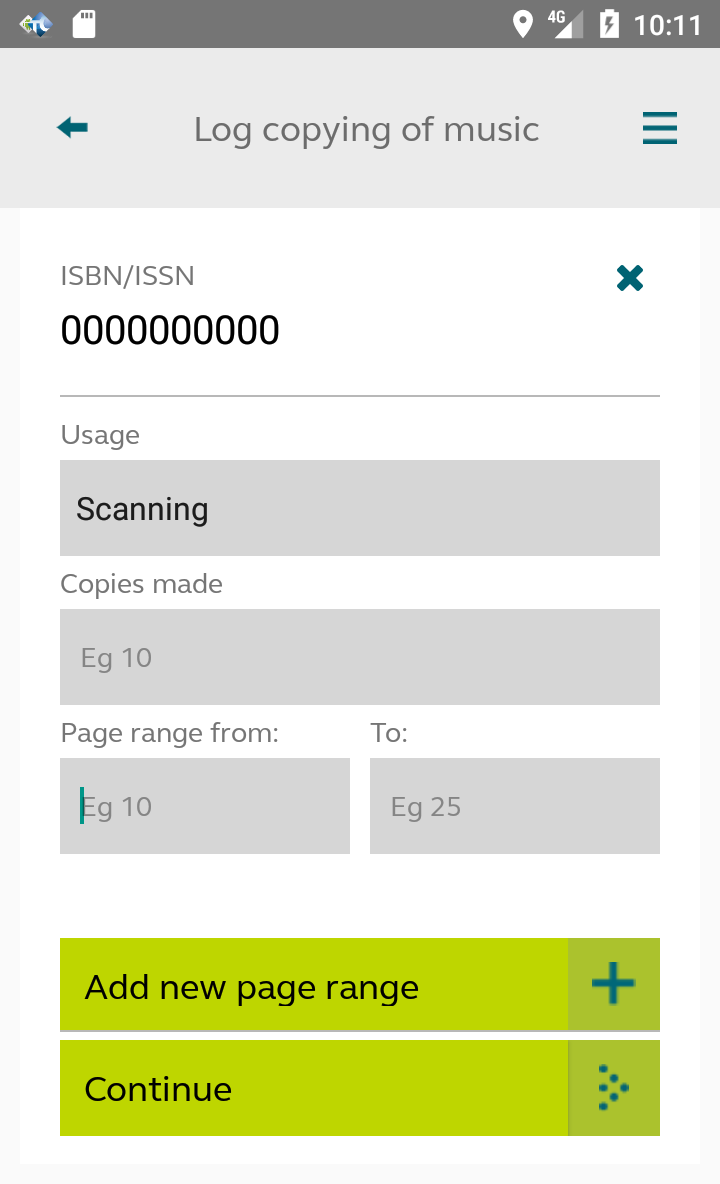 4G 10:11
Log copying of music
ISBN/ISSN
0000000000
Usage
Scanning
Copies made
Eg 10
Page range from: To:
Eg 10 Eg 25
Add new page range
Continue